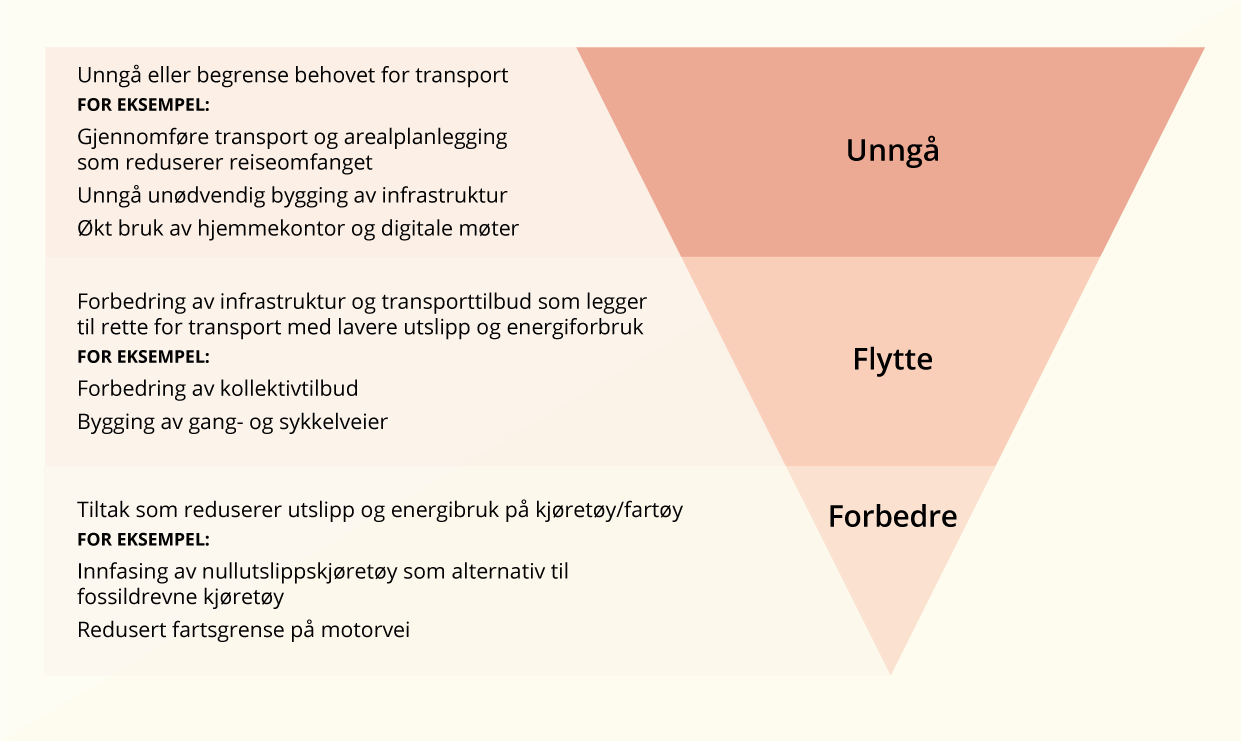 Unngå eller begrense behovet for transport
FOR EKSEMPEL:
Gjennomføre transport og arealplanlegging
som reduserer reiseomfanget
Unngå unødvendig bygging av infrastruktur
Økt bruk av hjemmekontor og digitale møter
Unngå
Forbedring av infrastruktur og transporttilbud som legger
til rette for transport med lavere utslipp og energiforbruk
FOR EKSEMPEL:
Forbedring av kollektivtilbud
Bygging av gang- og sykkelveier
Flytte
Tiltak som reduserer utslipp og energibruk på kjøretøy/fartøy
FOR EKSEMPEL:
Innfasing av nullutslippskjøretøy som alternativ til
fossildrevne kjøretøy
Redusert fartsgrense på motorvei
Forbedre